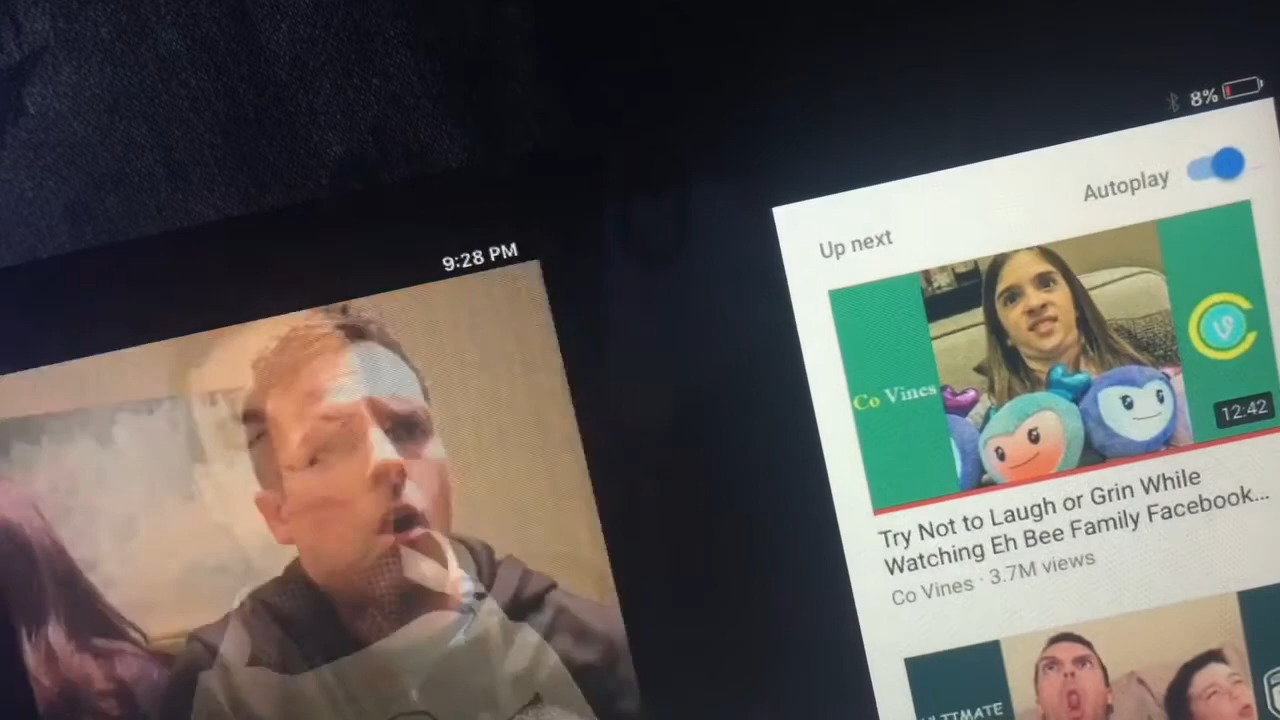 8%
9:28 PM
Autoplay
Up next
Co Vines
12:42
Try Not to Laugh or Grin While
Watching Eh Bee Family Facebook...
Co Vines · 3.7M views
ULTIMATE